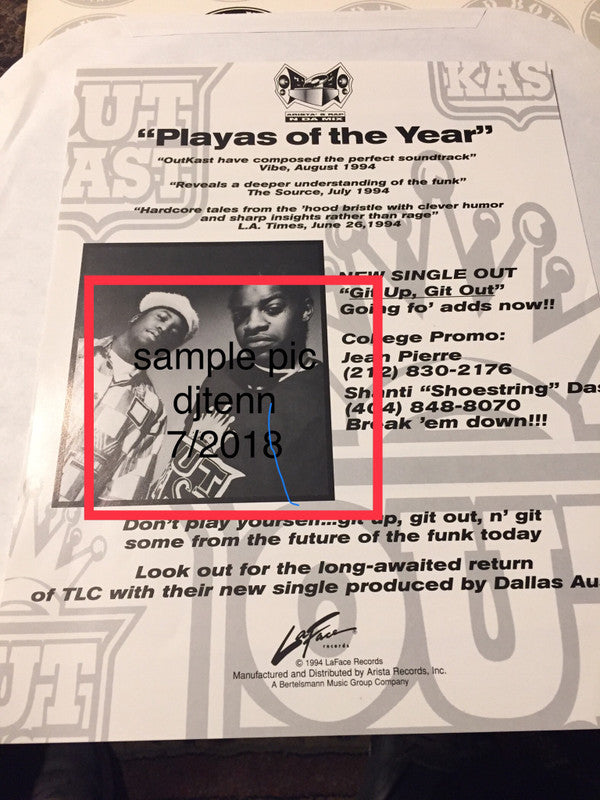 D BOY
OUT
KAST
KAST
ARISTA'S RAP
N DA MIX
"Playas of the Year"
"OutKast have composed the perfect soundtrack"
Vibe, August 1994
"Reveals a deeper understanding of the funk"
The Source, July 1994
"Hardcore tales from the 'hood bristle with clever humor
and sharp insights rather than rage"
L.A. Times, June 26,1994
NEW SINGLE OUT
"Git Up, Git Out"
Going fo' adds now!!
College Promo:
Jean Pierre
(212) 830-2176
Shanti "Shoestring" Das
(404) 848-8070
Break 'em down!!!
sample pic
djtenn
7/2018
OUT
Don't play yourself...git up, git out, n' git
some from the future of the funk today
Look out for the long-awaited return
of TLC with their new single produced by Dallas Au
LaFace
records
© 1994 LaFace Records
Manufactured and Distributed by Arista Records, Inc.
A Bertelsmann Music Group Company
OUT
OU